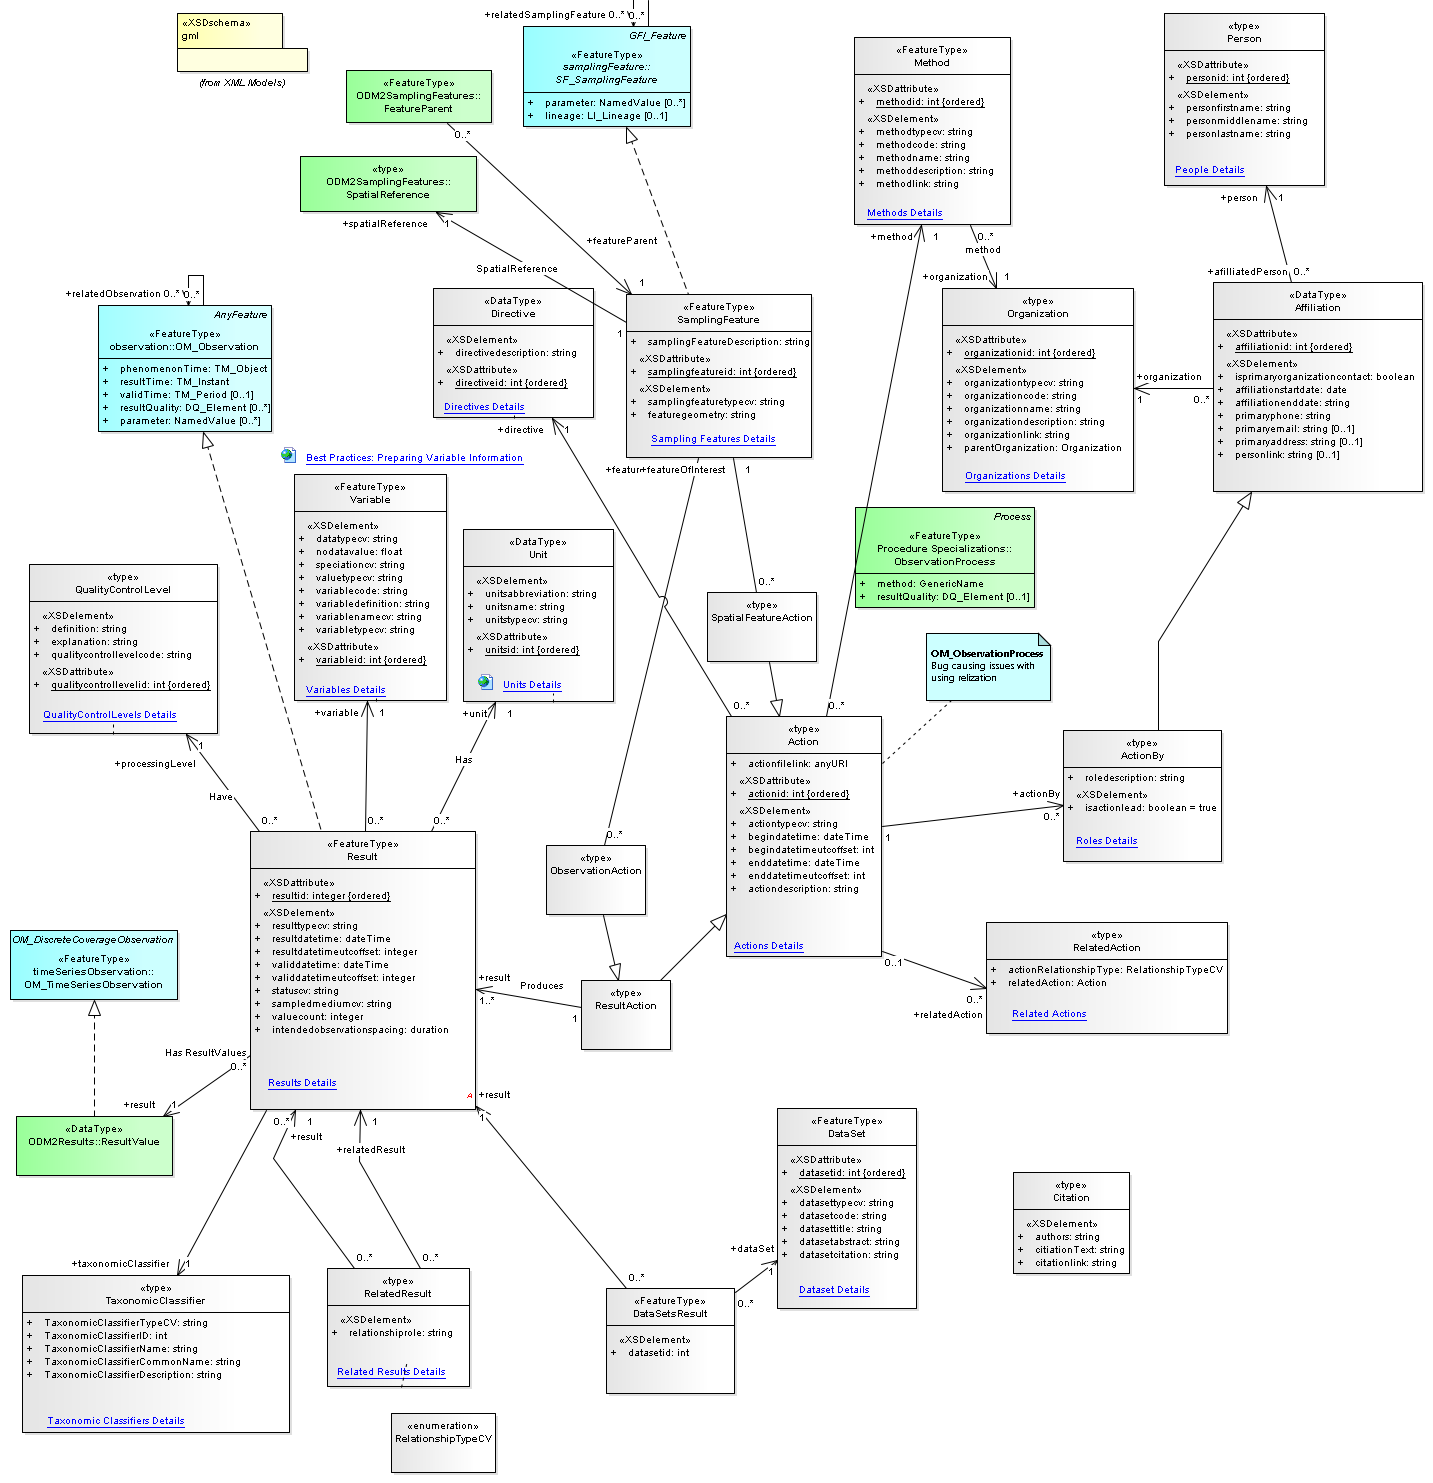 «XSDschema»
gml
(from XML Models)
+relatedSamplingFeature 0..*
0..*
GFI_Feature
«FeatureType»
samplingFeature::
SF_SamplingFeature
+ parameter: NamedValue [0..*]
+ lineage: LI_Lineage [0..1]
«FeatureType»
ODM2SamplingFeatures::
FeatureParent
0..*
«type»
ODM2SamplingFeatures::
SpatialReference
+spatialReference
1
SpatialReference
+featureParent
1
1
«FeatureType»
Method
«XSDattribute»
+ methodid: int {ordered}
«XSDelement»
+ methodtypecv: string
+ methodcode: string
+ methodname: string
+ methoddescription: string
+ methodlink: string
Methods Details
+method
1
0..*
method
+organization
1
«type»
Person
«XSDattribute»
+ personid: int {ordered}
«XSDelement»
+ personfirstname: string
+ personmiddlename: string
+ personlastname: string
People Details
+person
1
+afilliatedPerson
0..*
+relatedObservation 0..*
0..*
AnyFeature
«FeatureType»
observation::OM_Observation
+ phenomenonTime: TM_Object
+ resultTime: TM_Instant
+ validTime: TM_Period [0..1]
+ resultQuality: DQ_Element [0..*]
+ parameter: NamedValue [0..*]
«DataType»
Directive
«XSDelement»
+ directivedescription: string
«XSDattribute»
+ directiveid: int {ordered}
Directives Details
+directive
1
«FeatureType»
SamplingFeature
+ samplingFeatureDescription: string
«XSDattribute»
+ samplingfeatureid: int {ordered}
«XSDelement»
+ samplingfeaturetypecv: string
+ featuregeometry: string
Sampling Features Details
+featur
+featureOfInterest
1
«type»
Organization
«XSDattribute»
+ organizationid: int {ordered}
«XSDelement»
+ organizationtypecv: string
+ organizationcode: string
+ organizationname: string
+ organizationdescription: string
+ organizationlink: string
+ parentOrganization: Organization
Organizations Details
+organization
1
0..*
«DataType»
Affiliation
«XSDattribute»
+ affiliationid: int {ordered}
«XSDelement»
+ isprimaryorganizationcontact: boolean
+ affiliationstartdate: date
+ affiliationenddate: string
+ primaryphone: string
+ primaryemail: string [0..1]
+ primaryaddress: string [0..1]
+ personlink: string [0..1]
Best Practices: Preparing Variable Information
«FeatureType»
Variable
«XSDelement»
+ datatypecv: string
+ nodatavalue: float
+ speciationcv: string
+ valuetypecv: string
+ variablecode: string
+ variabledefinition: string
+ variablenamecv: string
+ variabletypecv: string
«XSDattribute»
+ variableid: int {ordered}
Variables Details
+variable
1
«DataType»
Unit
«XSDelement»
+ unitsabbreviation: string
+ unitsname: string
+ unitstypecv: string
«XSDattribute»
+ unitsid: int {ordered}
Units Details
+unit
1
Has
Process
«FeatureType»
Procedure Specializations::
ObservationProcess
+ method: GenericName
+ resultQuality: DQ_Element [0..1]
«type»
QualityControlLevel
«XSDelement»
+ definition: string
+ explanation: string
+ qualitycontrollevelcode: string
«XSDattribute»
+ qualitycontrollevelid: int {ordered}
QualityControlLevels Details
1
+processingLevel
Have
0..*
0..*
0..*
0..*
«type»
SpatialFeatureAction
OM_ObservationProcess
Bug causing issues with
using relization
0..*
0..*
«type»
Action
+ actionfilelink: anyURI
«XSDattribute»
+ actionid: int {ordered}
«XSDelement»
+ actiontypecv: string
+ begindatetime: dateTime
+ begindatetimeutcoffset: int
+ enddatetime: dateTime
+ enddatetimeutcoffset: int
+ actiondescription: string
Actions Details
+actionBy
0..*
1
«type»
ActionBy
+ roledescription: string
«XSDelement»
+ isactionlead: boolean = true
Roles Details
0..*
«type»
ObservationAction
«FeatureType»
Result
«XSDattribute»
+ resultid: integer {ordered}
«XSDelement»
+ resulttypecv: string
+ resultdatetime: dateTime
+ resultdatetimeutcoffset: integer
+ validdatetime: dateTime
+ validdatetimeutcoffset: integer
+ statuscv: string
+ sampledmediumcv: string
+ valuecount: integer
+ intendedobservationspacing: duration
Results Details
A
+result
1..*
Produces
1
«type»
ResultAction
0..1
0..*
+relatedAction
«type»
RelatedAction
+ actionRelationshipType: RelationshipTypeCV
+ relatedAction: Action
Related Actions
OM_DiscreteCoverageObservation
«FeatureType»
timeSeriesObservation::
OM_TimeSeriesObservation
Has ResultValues
0..*
+result
1
«DataType»
ODM2Results::ResultValue
0..*
1
+result
1
+relatedResult
+result
1
«FeatureType»
DataSet
«XSDattribute»
+ datasetid: int {ordered}
«XSDelement»
+ datasettypecv: string
+ datasetcode: string
+ datasettitle: string
+ datasetabstract: string
+ datasetcitation: string
Dataset Details
«type»
Citation
«XSDelement»
+ authors: string
+ citiationText: string
+ citationlink: string
+taxonomicClassifier
1
«type»
TaxonomicClassifier
+ TaxonomicClassifierTypeCV: string
+ TaxonomicClassifierID: int
+ TaxonomicClassifierName: string
+ TaxonomicClassifierCommonName: string
+ TaxonomicClassifierDescription: string
Taxonomic Classifiers Details
0..*
0..*
«type»
RelatedResult
«XSDelement»
+ relationshiprole: string
Related Results Details
+dataSet
1
0..*
0..*
«FeatureType»
DataSetsResult
«XSDelement»
+ datasetid: int
«enumeration»
RelationshipTypeCV